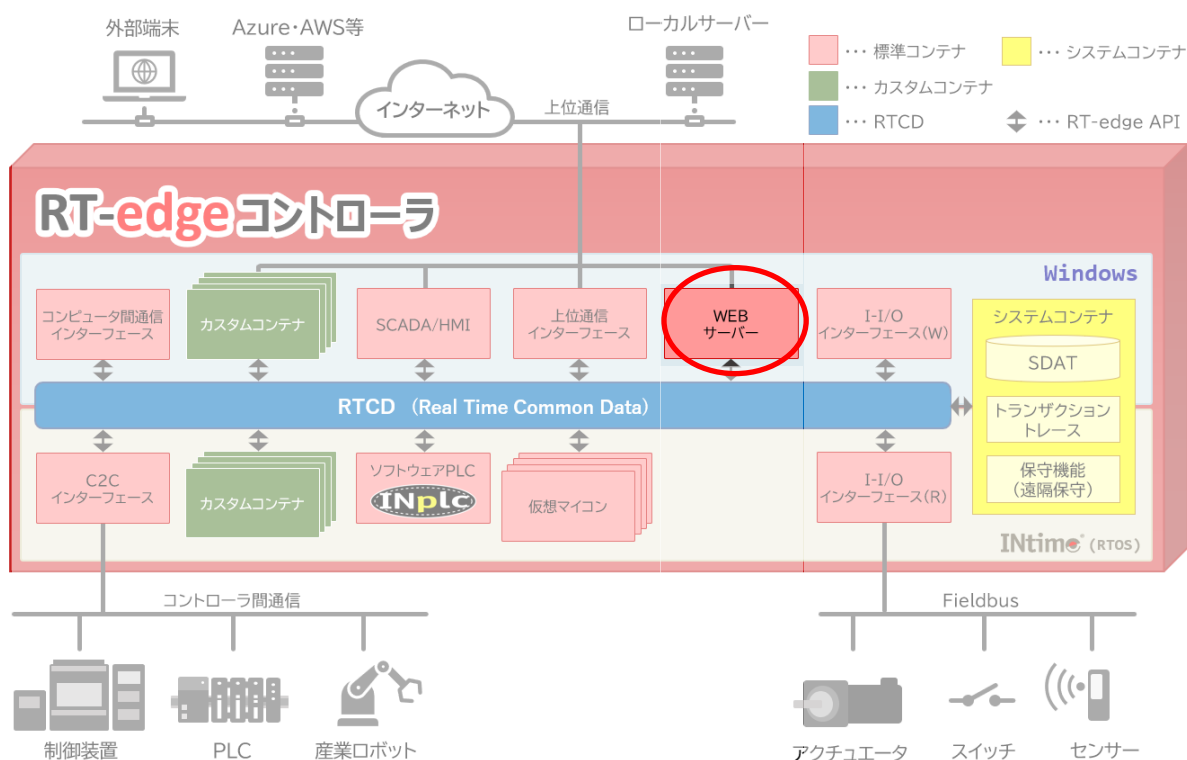 外部端末
Azure・AWS等
ローカルサーバー
インターネット
上位通信
・・・ 標準コンテナ
・・・ システムコンテナ
・・・ カスタムコンテナ
・・・ RTCD
・・・ RT-edge API
RT-edgeコントローラ
Windows
コンピュータ間通信
インターフェース
カスタムコンテナ
SCADA/HMI
上位通信
インターフェース
WEB
サーバー
I-I/O
インターフェース(W)
システムコンテナ
SDAT
トランザクション
トレース
保守機能
(遠隔保守)
RTCD (Real Time Common Data)
C2C
インターフェース
カスタムコンテナ
ソフトウェアPLC
INplc
仮想マイコン
I-I/O
インターフェース(R)
INtime (RTOS)
コントローラ間通信
Fieldbus
制御装置
PLC
産業ロボット
アクチュエータ
スイッチ
センサー